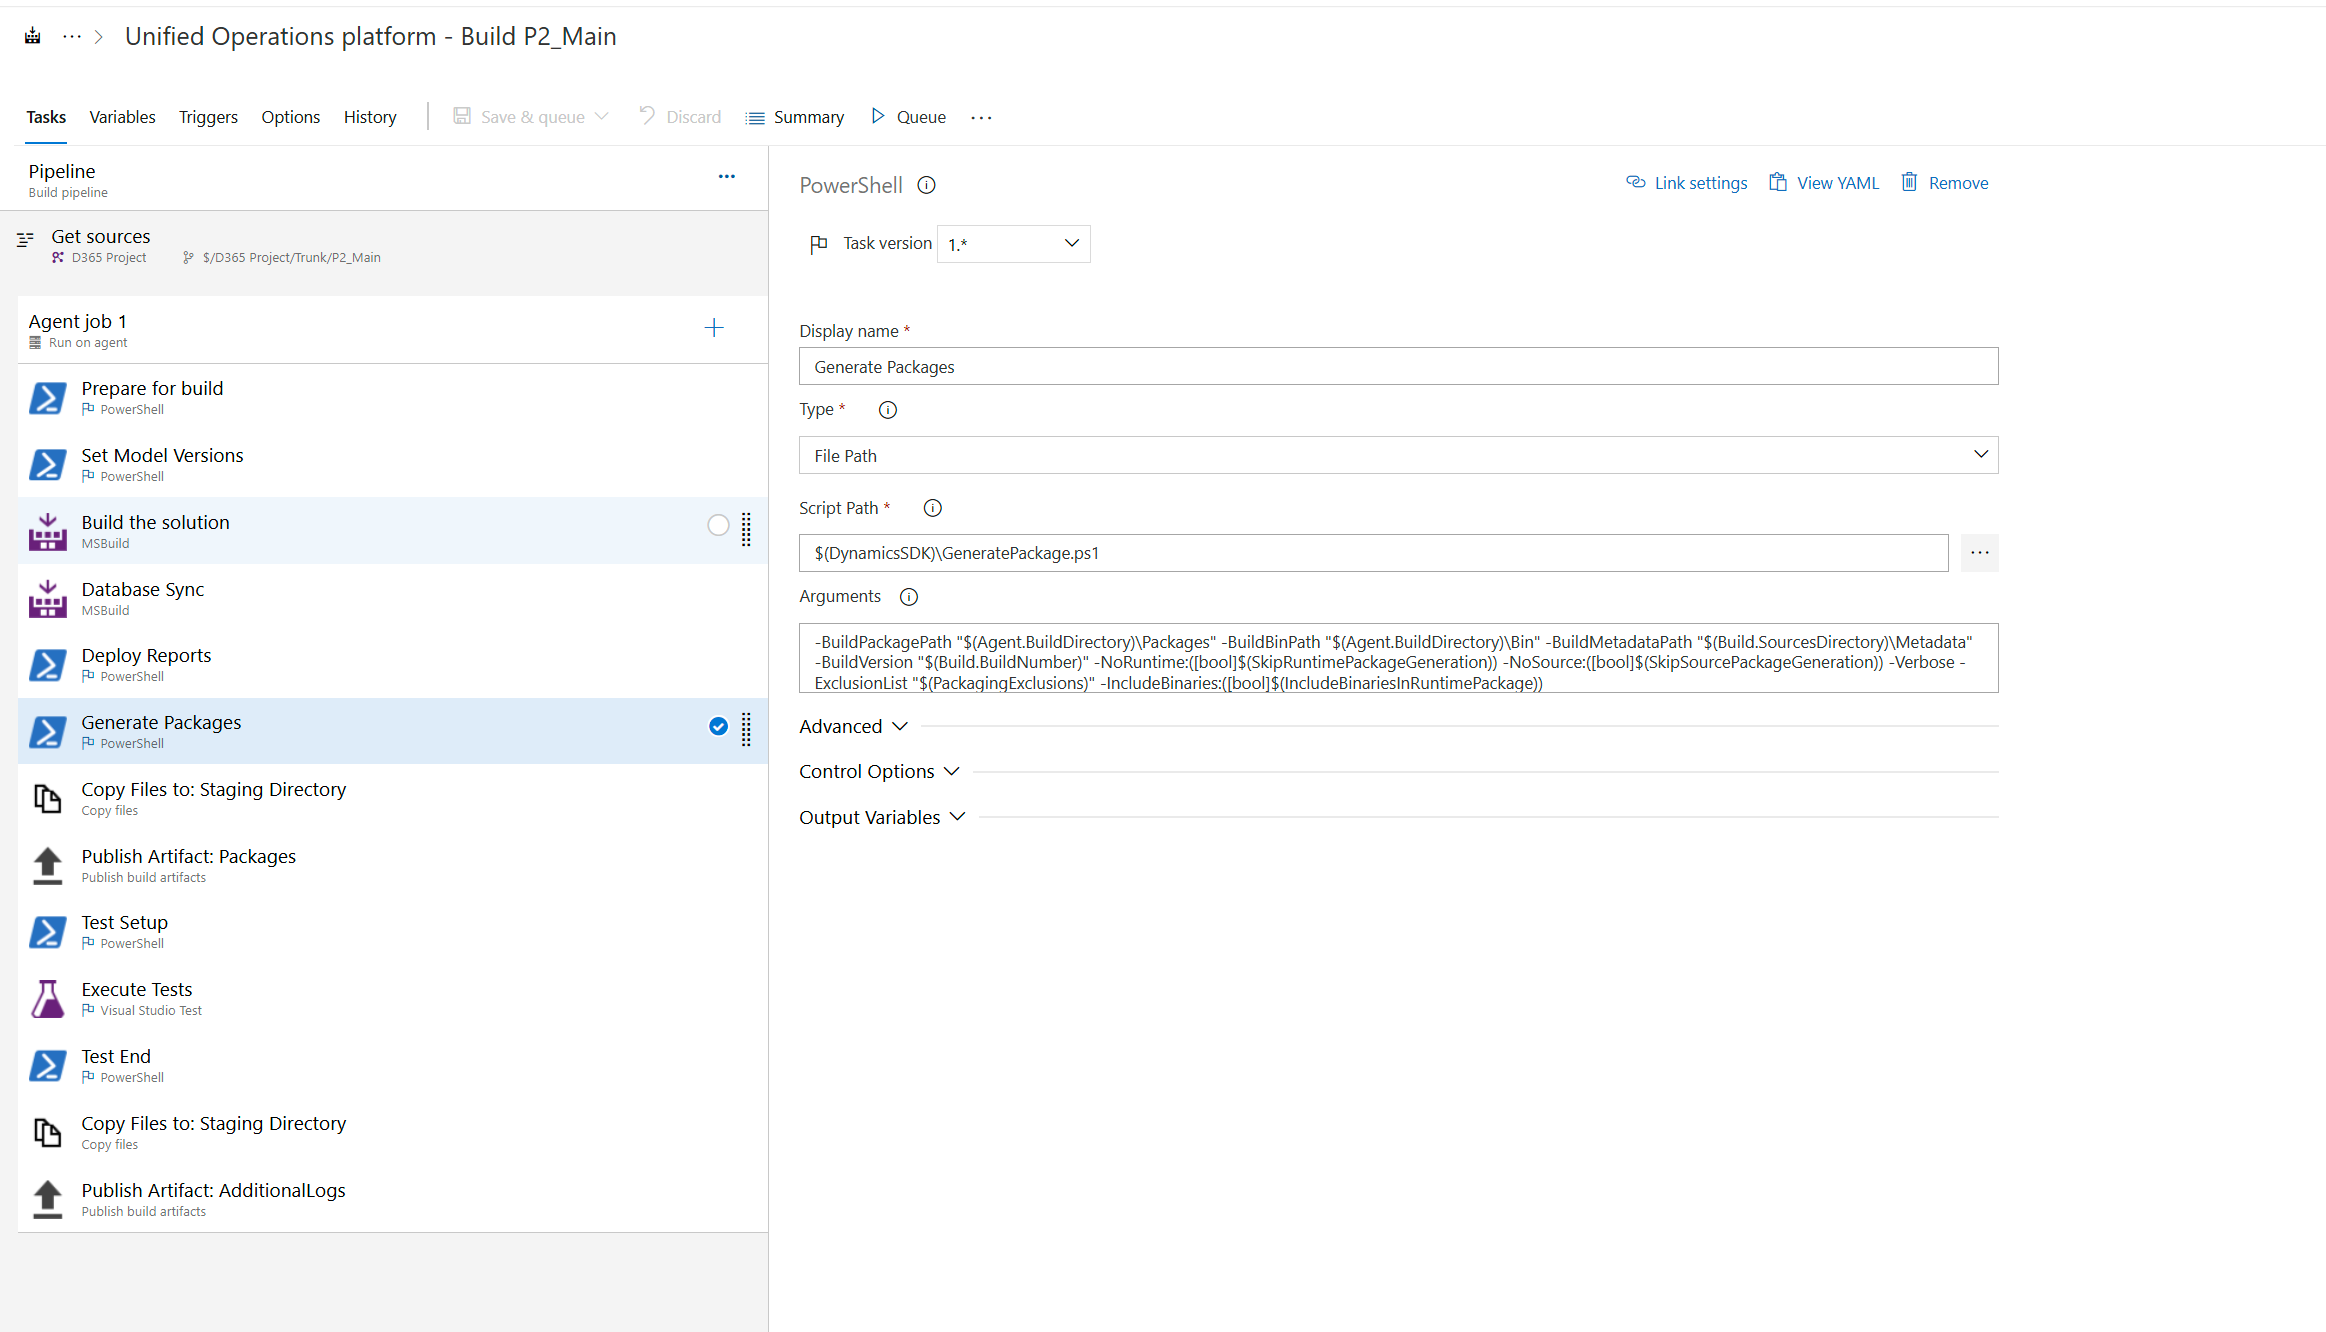 Unified Operations platform - Build P2_Main
Tasks Variables Triggers Options History Save & queue Discard Summary Queue
Pipeline
Build pipeline
Get sources
D365 Project $/D365 Project/Trunk/P2_Main
Agent job 1
Run on agent
Prepare for build
PowerShell
Set Model Versions
PowerShell
Build the solution
MSBuild
Database Sync
MSBuild
Deploy Reports
PowerShell
Generate Packages
PowerShell
Copy Files to: Staging Directory
Copy files
Publish Artifact: Packages
Publish build artifacts
Test Setup
PowerShell
Execute Tests
Visual Studio Test
Test End
PowerShell
Copy Files to: Staging Directory
Copy files
Publish Artifact: AdditionalLogs
Publish build artifacts
PowerShell Link settings View YAML Remove
Task version 1.*
Display name *
Generate Packages
Type *
File Path
Script Path *
$(DynamicsSDK)\GeneratePackage.ps1
Arguments
-BuildPackagePath "$(Agent.BuildDirectory)\Packages" -BuildBinPath "$(Agent.BuildDirectory)\Bin" -BuildMetadataPath "$(Build.SourcesDirectory)\Metadata"
-BuildVersion "$(Build.BuildNumber)" -NoRuntime:([bool]$(SkipRuntimePackageGeneration)) -NoSource:([bool]$(SkipSourcePackageGeneration)) -Verbose -
ExclusionList "$(PackagingExclusions)" -IncludeBinaries:([bool]$(IncludeBinariesInRuntimePackage))
Advanced
Control Options
Output Variables